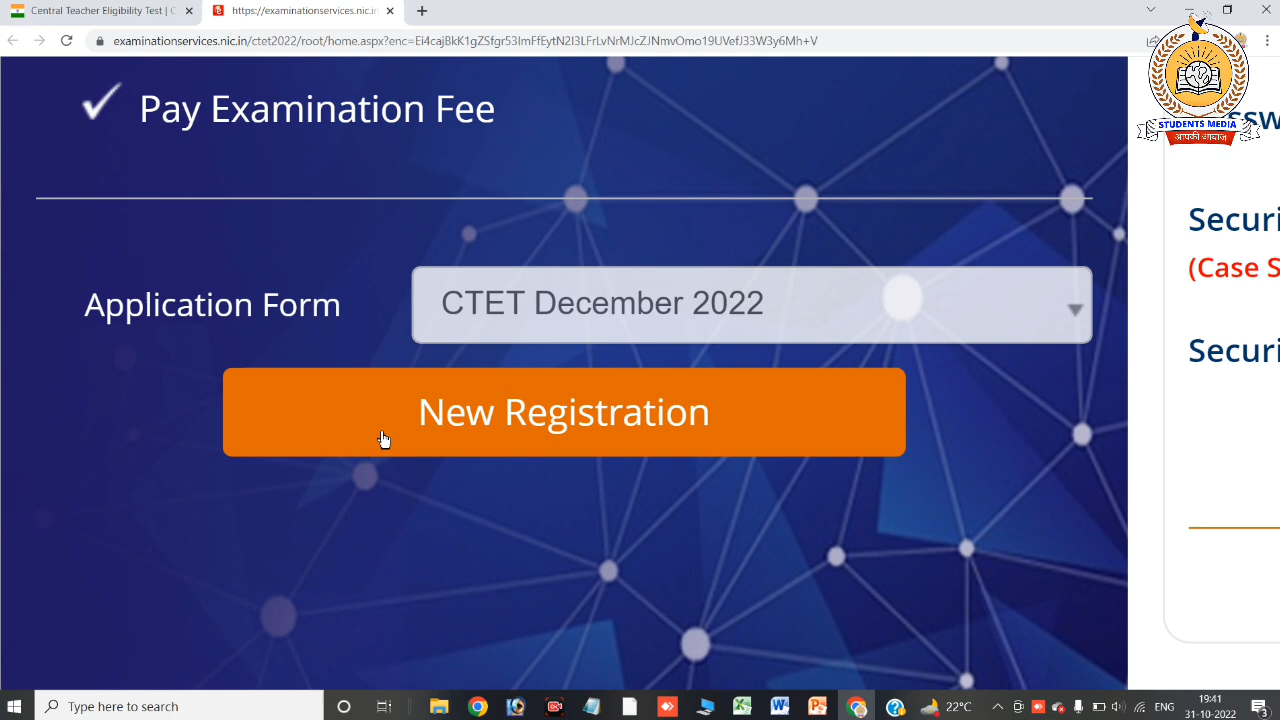 Central Teacher Eligibility Test | C
https://examinationservices.nic.in
examinationservices.nic.in/ctet2022/root/home.aspx?enc=Ei4cajBkK1gZSfgr53ImFfEytN2I3LFrLvNrMJcZJNmvOmo19UVefJ33W3y6Mh+V
STUDENTS MEDIA
आपकी आवाज़
Pay Examination Fee
Securi
(Case S
Application Form
CTET December 2022
Securi
New Registration
Type here to search
22°C
ENG
19:41
31-10-2022
3